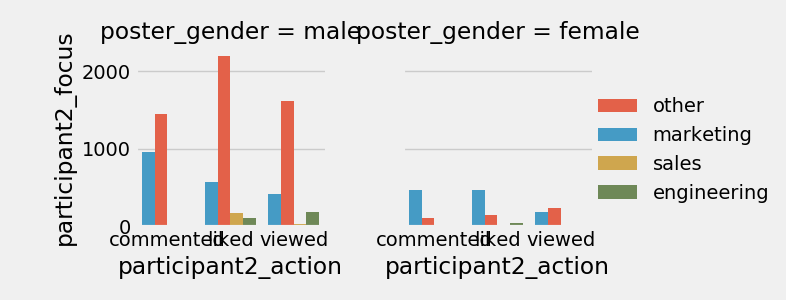 poster_gender = male
poster_gender = female
participant2_focus
2000
1000
0
commented
liked
viewed
commented
liked
viewed
participant2_action
participant2_action
other
marketing
sales
engineering